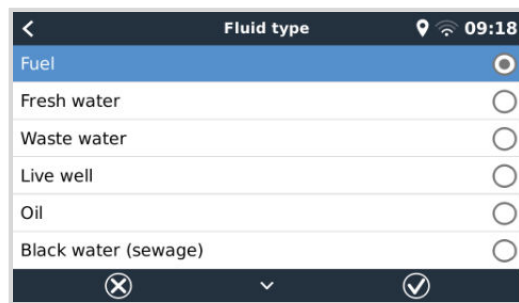 Fluid type 09:18
Fuel
Fresh water
Waste water
Live well
Oil
Black water (sewage)